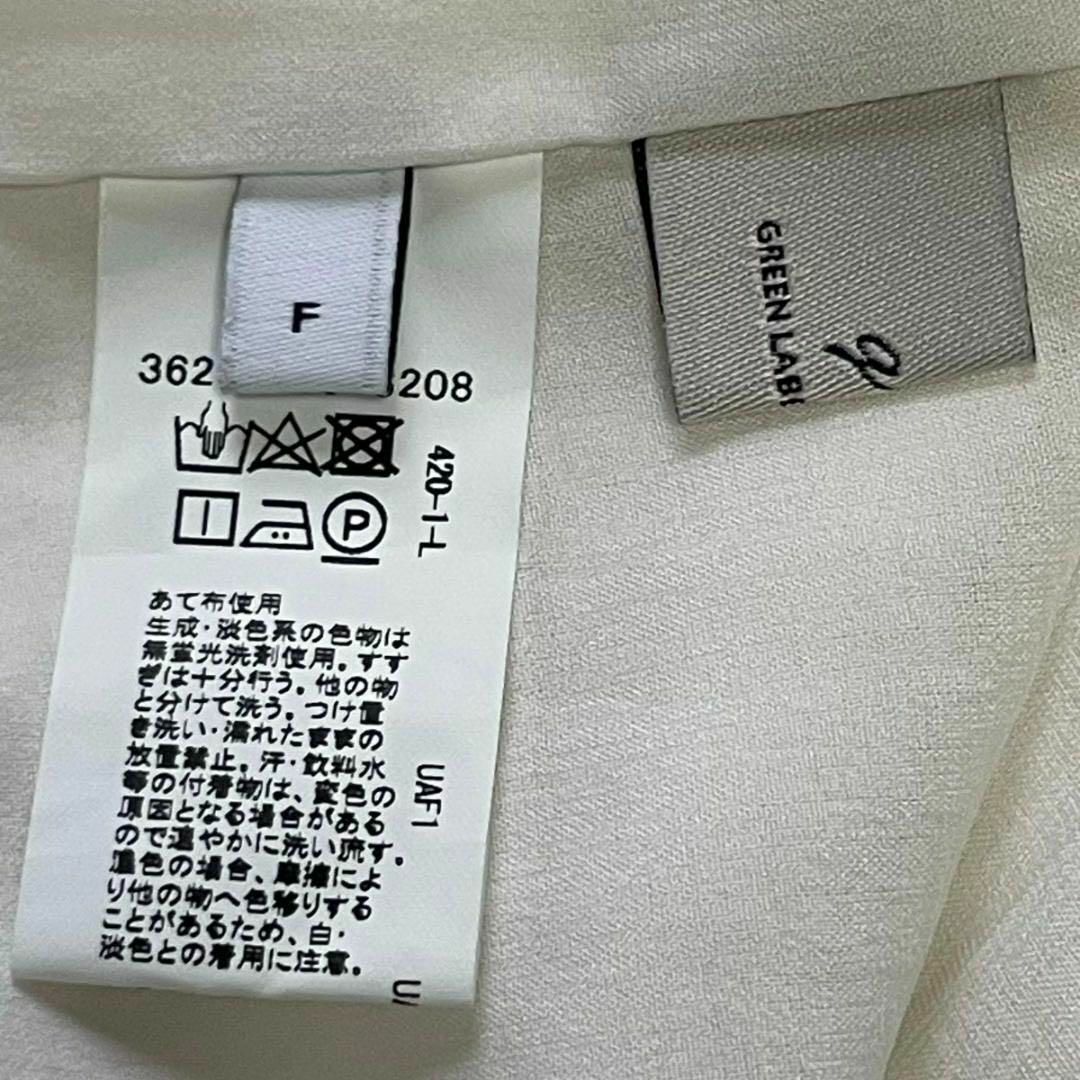 F
362
3208
420-1-L
P
あて布使用
生成・淡色系の色物は
無蛍光洗剤使用。すす
ぎは十分行う。他の物
と分けて洗う。つけ置
き洗い・濡れたままの
放置禁止。汗・飲料水
等の付着物は、変色の
原因となる場合がある
ので速やかに洗い流す。
濃色の場合、摩擦によ
り他の物へ色移りする
ことがあるため、白・
淡色との着用に注意。
UAF1
GREEN LABE